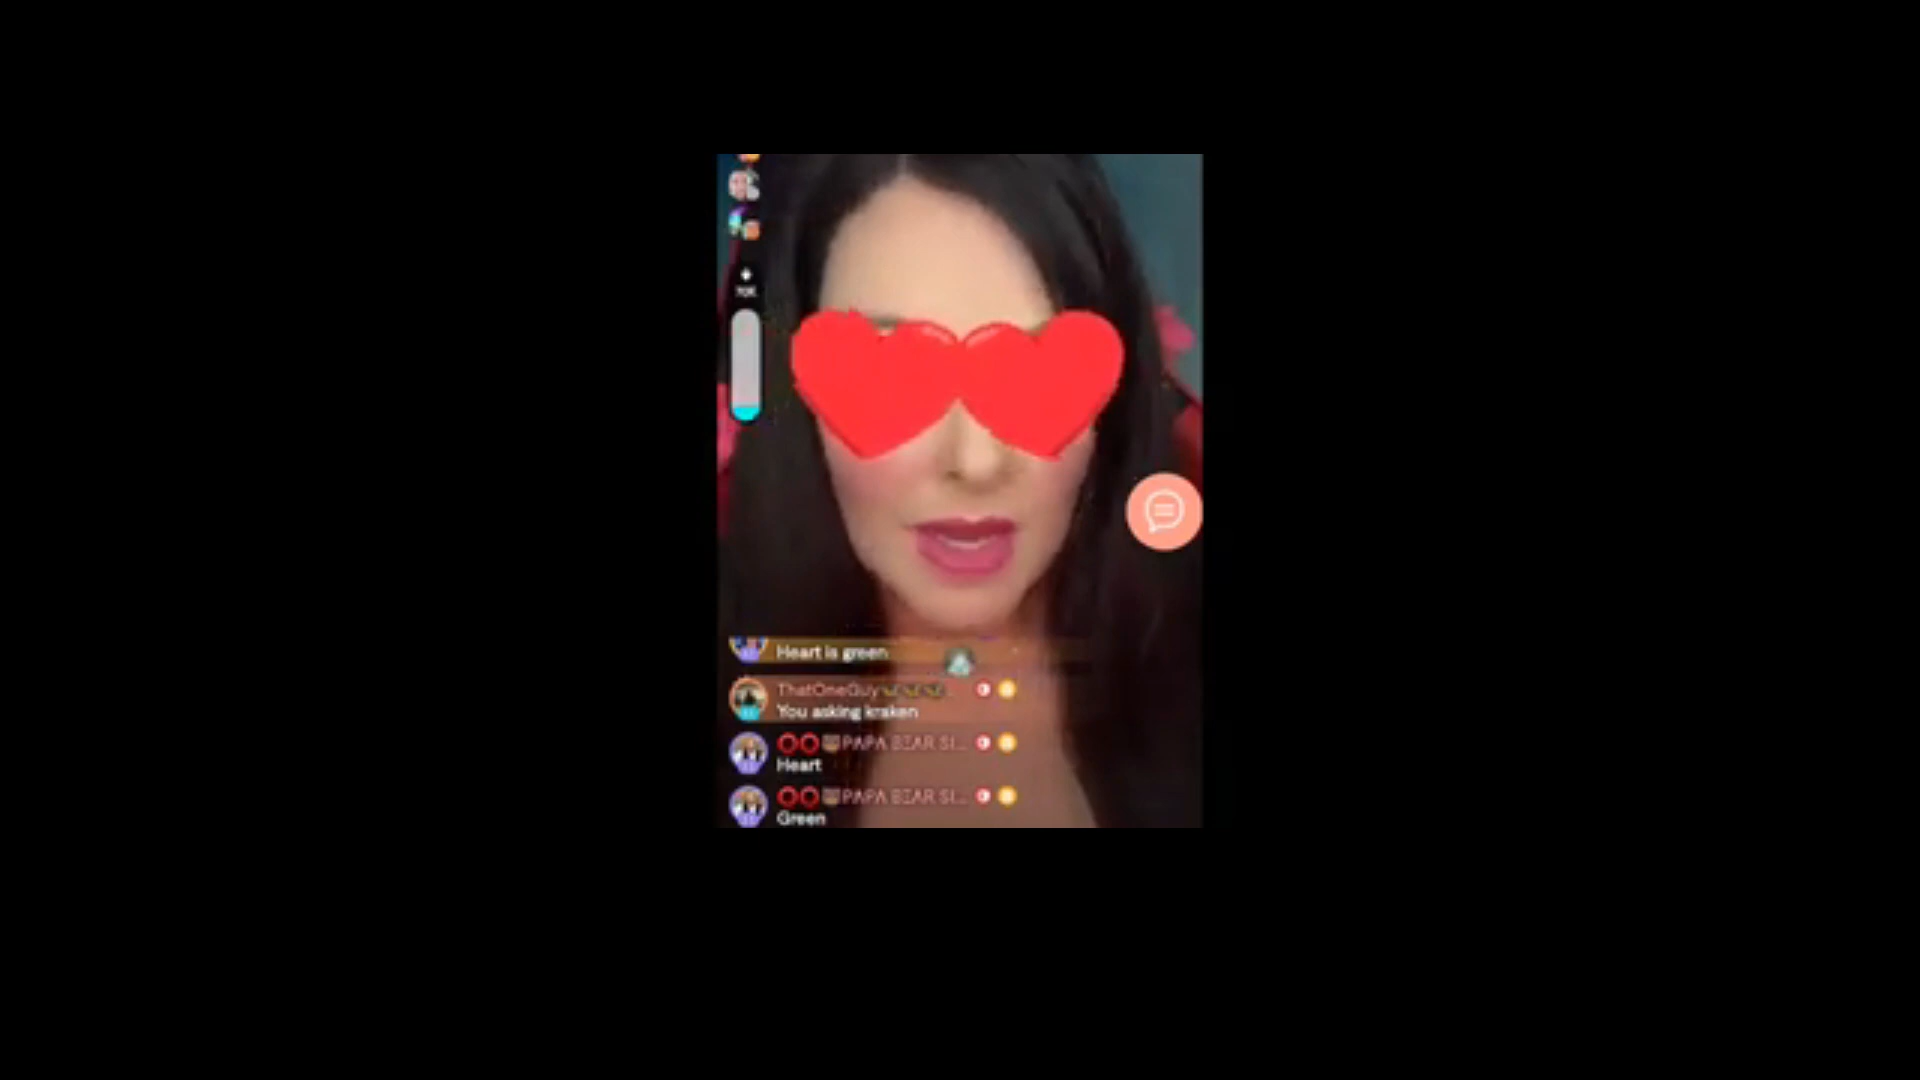 Heart is green
ThatOneGuy
You asking kraken
PAPA BEAR SI...
Heart
PAPA BEAR SI...
Green